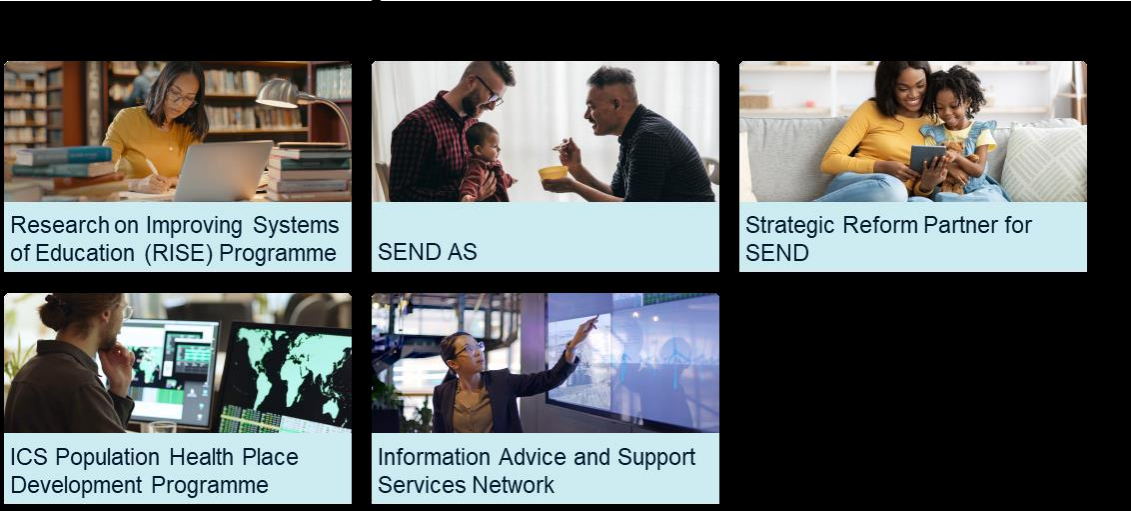 Research on Improving Systems
of Education (RISE) Programme
SEND AS
Strategic Reform Partner for
SEND
ICS Population Health Place
Development Programme
Information Advice and Support
Services Network